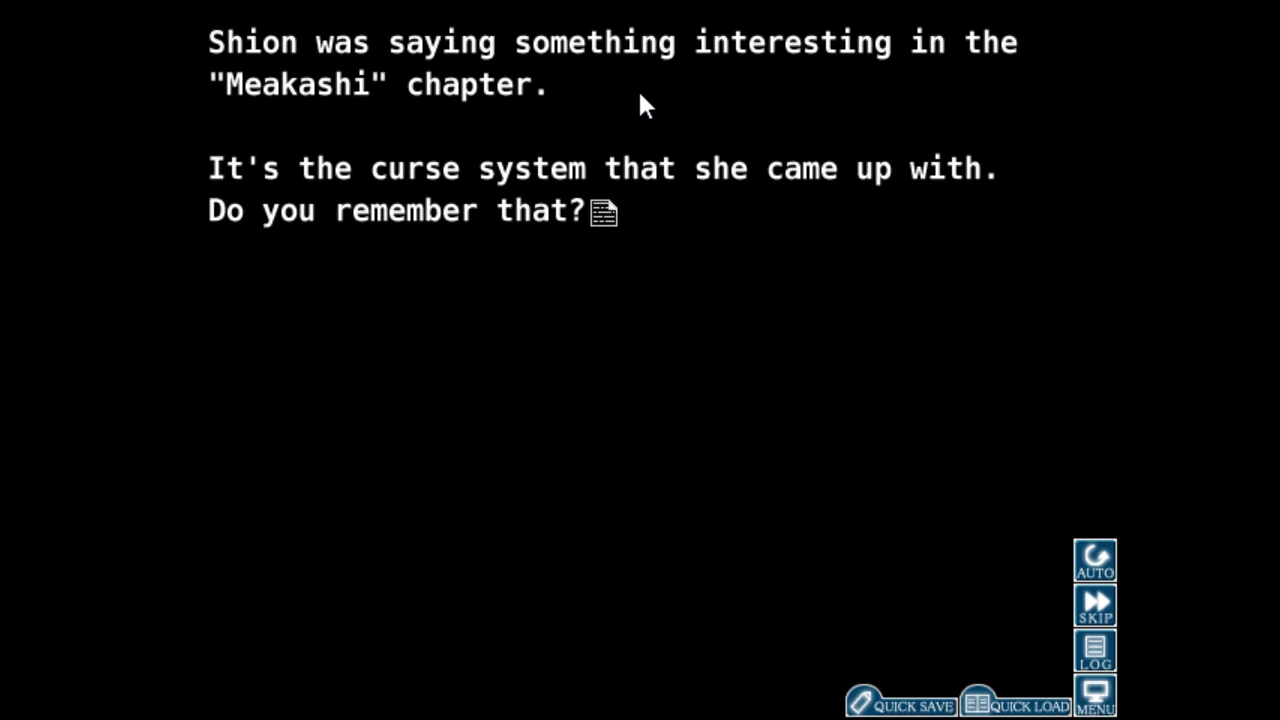 Shion was saying something interesting in the
"Meakashi" chapter.
It's the curse system that she came up with.
Do you remember that?
AUTO
SKIP
LOG
QUICK SAVE
QUICK LOAD
MENU